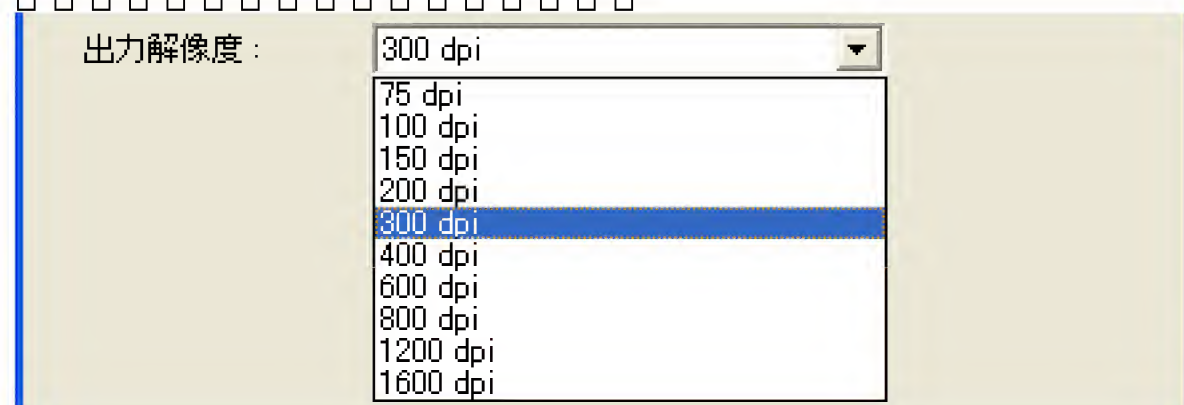 出力解像度： 300 dpi
75 dpi
100 dpi
150 dpi
200 dpi
300 dpi
400 dpi
600 dpi
800 dpi
1200 dpi
1600 dpi